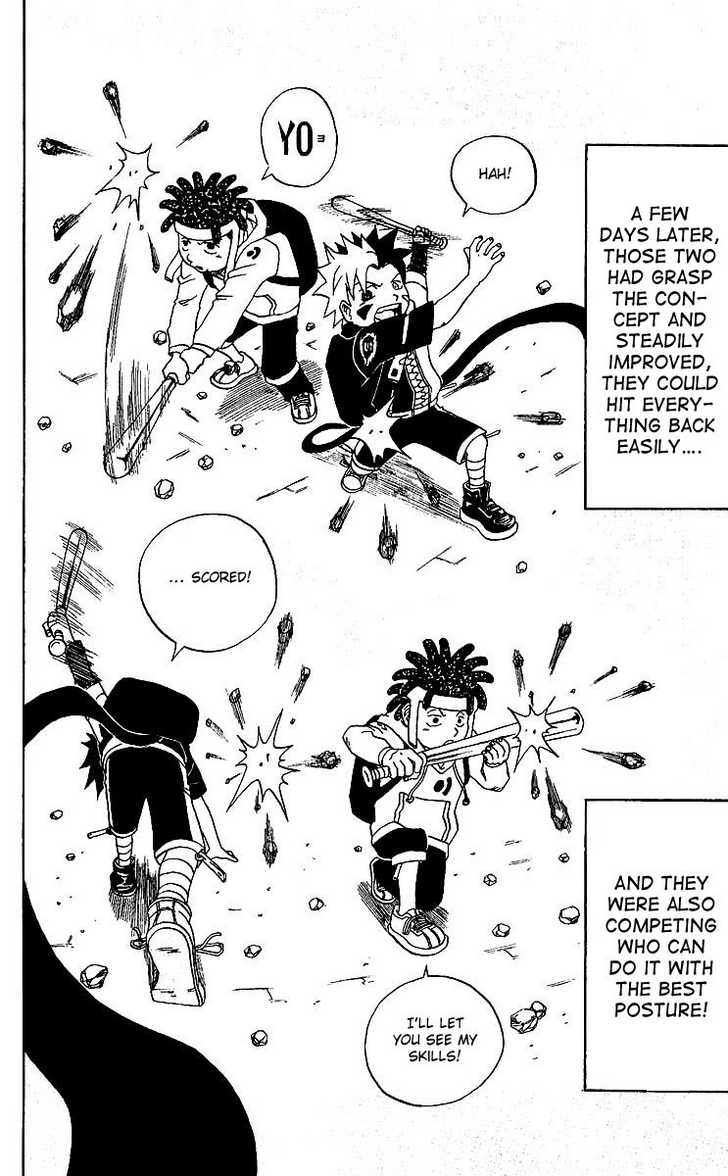 A FEW
DAYS LATER,
THOSE TWO
HAD GRASP
THE CON-
CEPT AND
STEADILY
IMPROVED,
THEY COULD
HIT EVERY-
THING BACK
EASILY....
HAH!
YO=
... SCORED!
I'LL LET
YOU SEE MY
SKILLS!
AND THEY
WERE ALSO
COMPETING
WHO CAN
DO IT WITH
THE BEST
POSTURE!